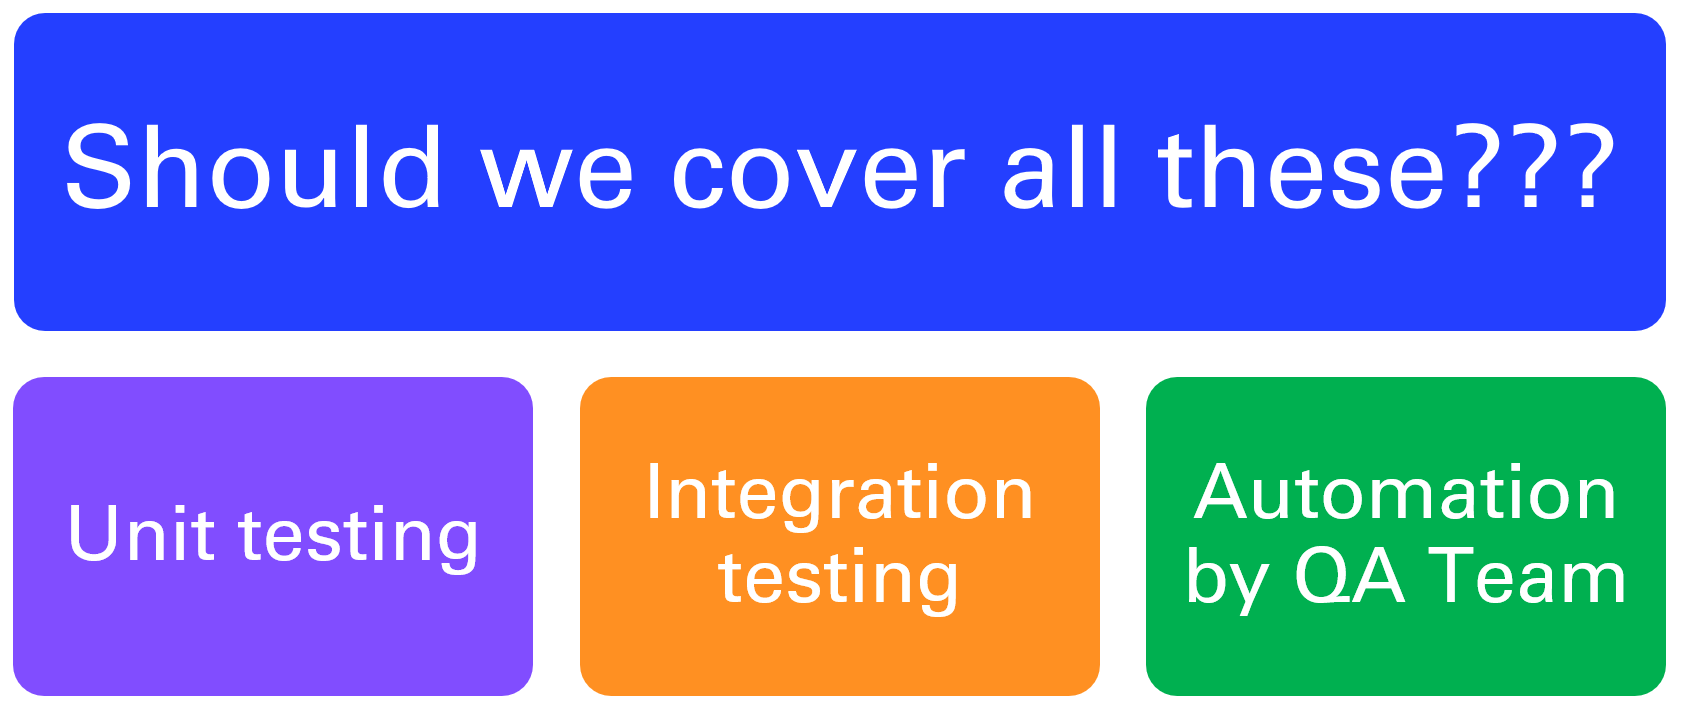 Should we cover all these???
Unit testing
Integration
testing
Automation
by QA Team